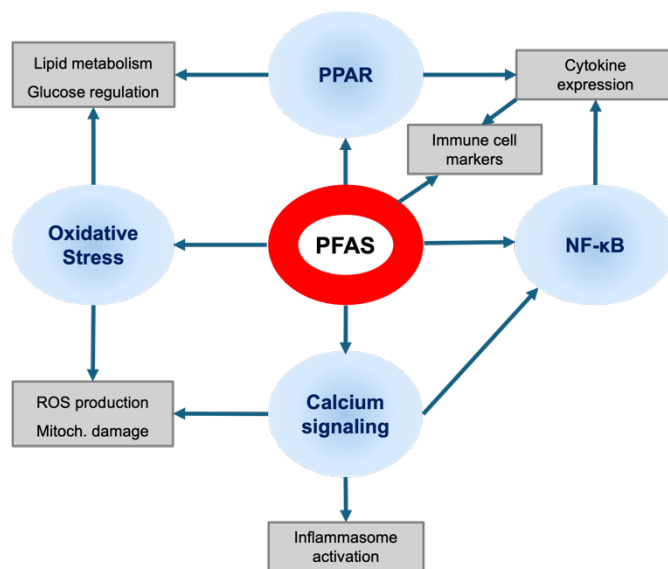 Lipid metabolism
Glucose regulation
PPAR
Cytokine
expression
Immune cell
markers
Oxidative
Stress
PFAS
NF-κB
ROS production
Mitoch. damage
Calcium
signaling
Inflammasome
activation